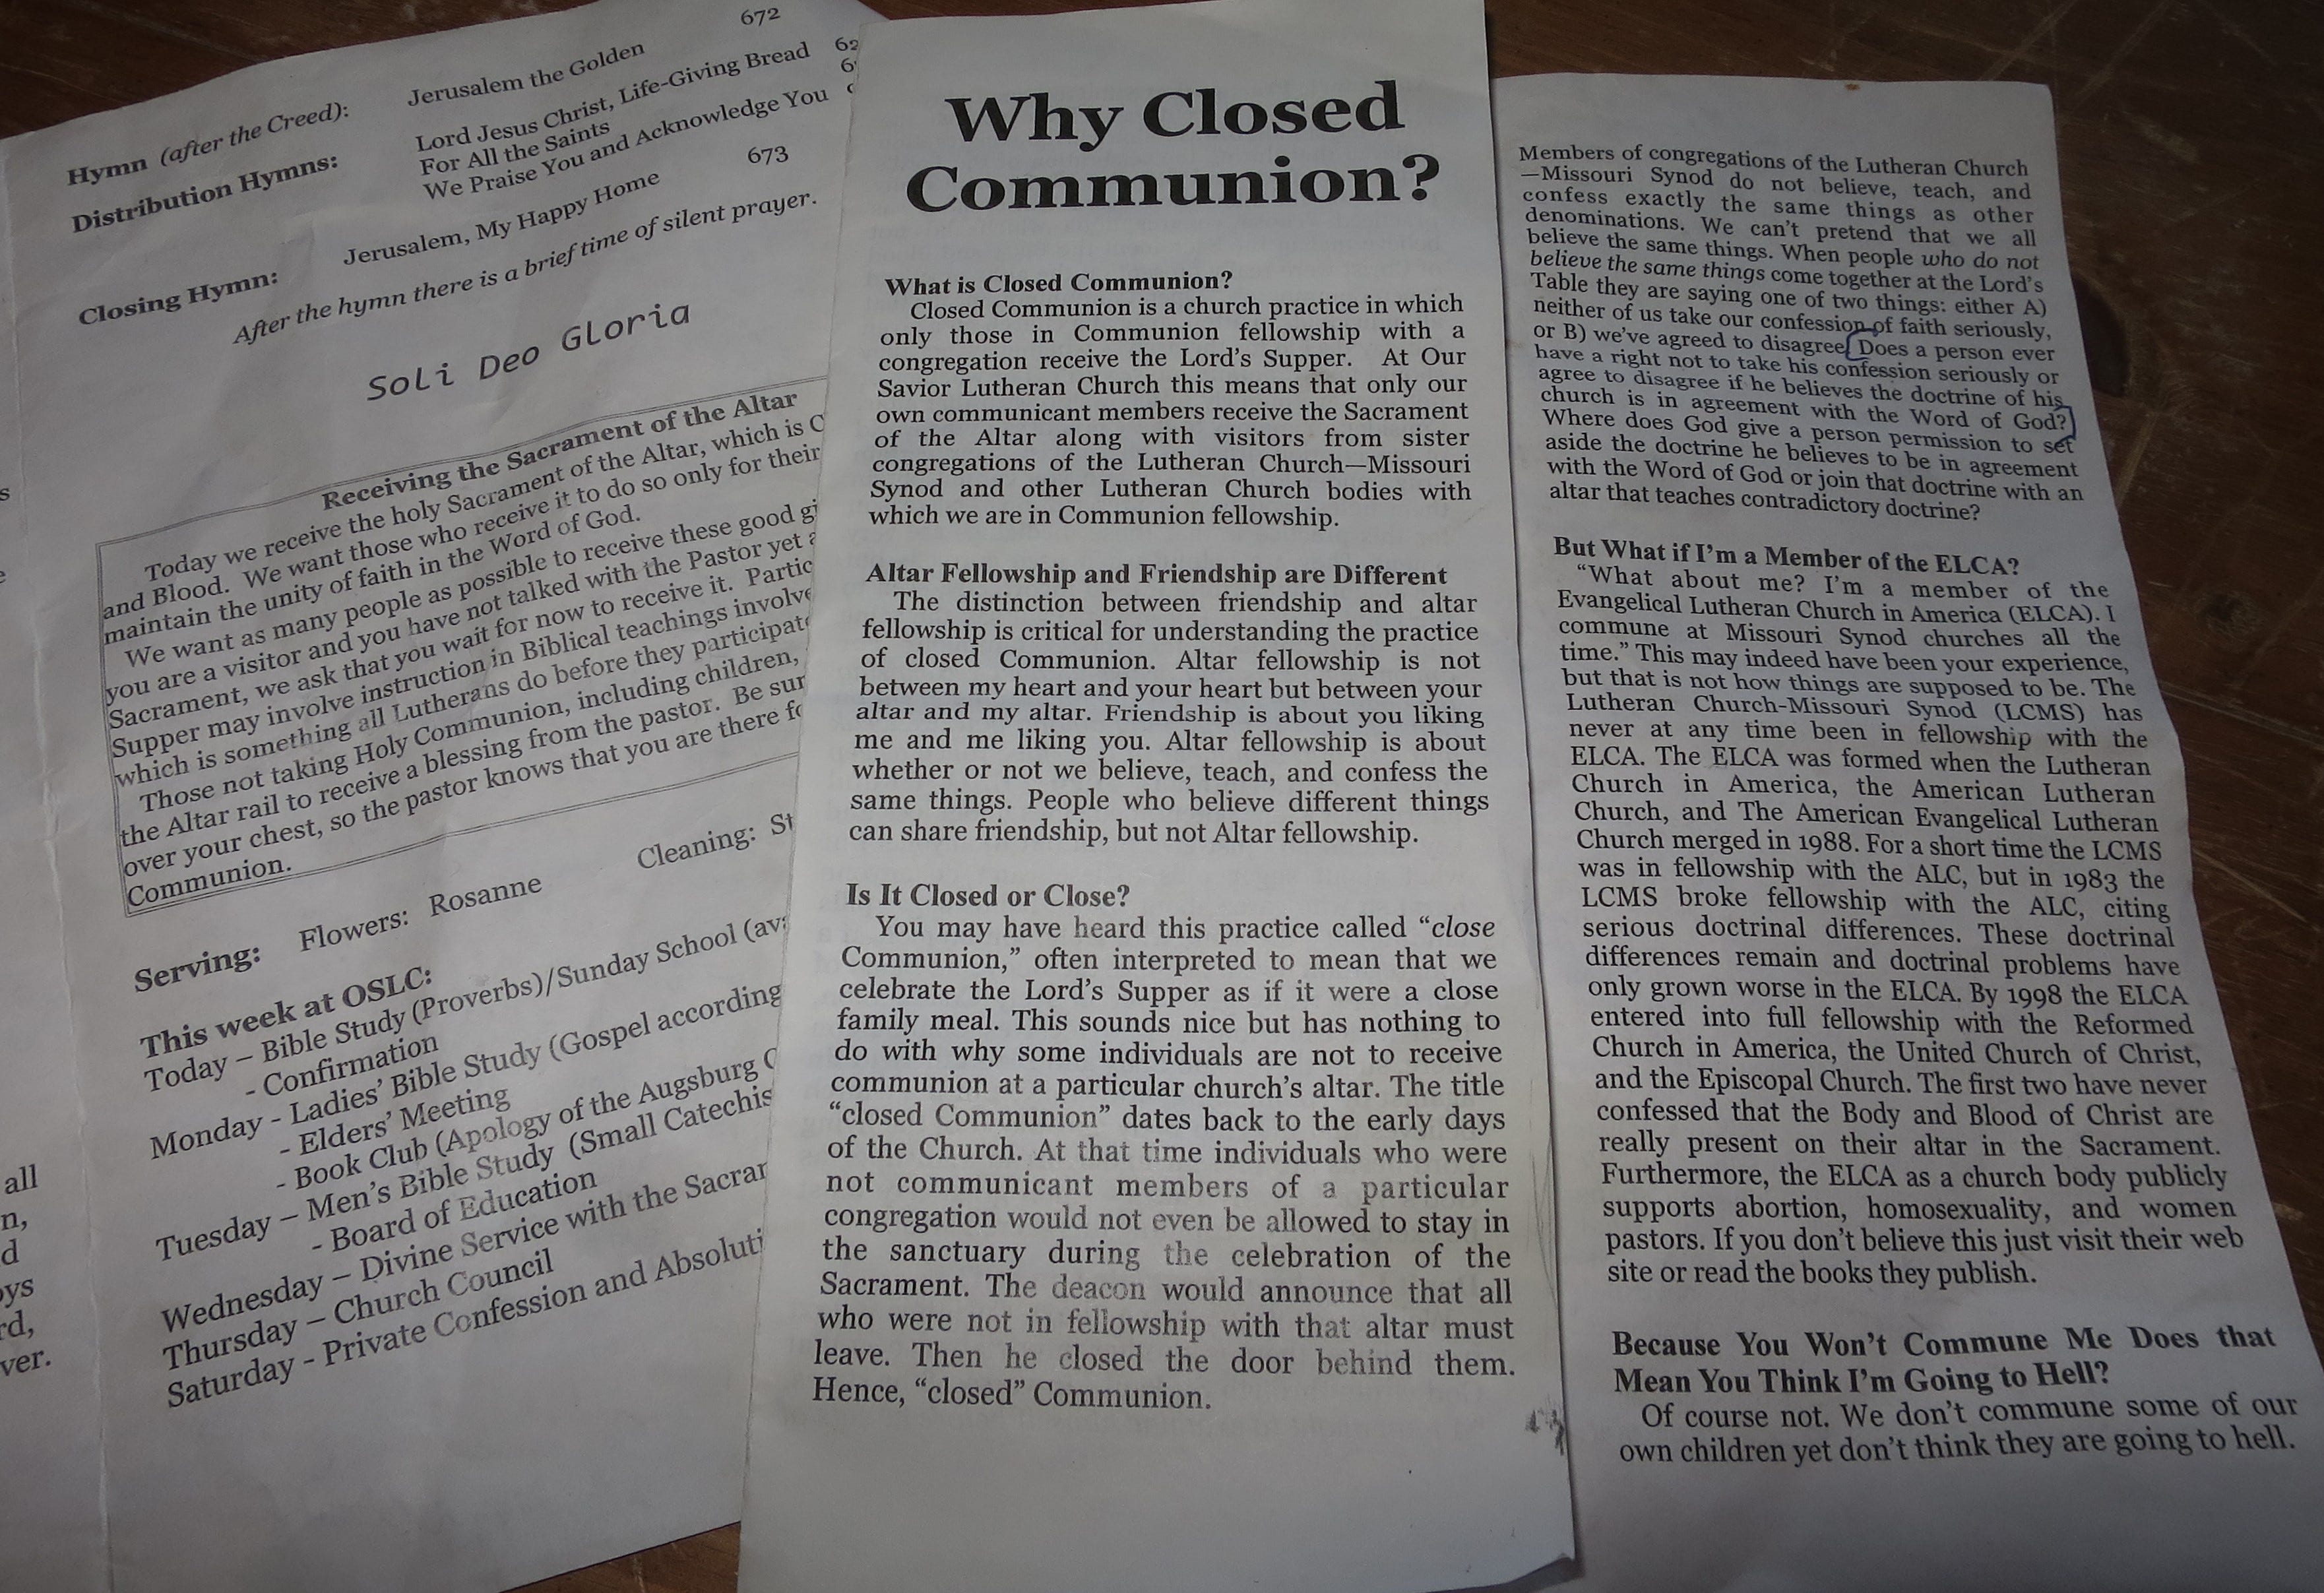 672
Hymn (after the Creed): Jerusalem the Golden
Distribution Hymns: Lord Jesus Christ, Life-Giving Bread
For All the Saints
We Praise You and Acknowledge You
Closing Hymn: Jerusalem, My Happy Home 673
After the hymn there is a brief time of silent prayer.
Soli Deo Gloria
Receiving the Sacrament of the Altar
Today we receive the holy Sacrament of the Altar, which is C
and Blood. We want those who receive it to do so only for their
maintain the unity of faith in the Word of God.
We want as many people as possible to receive these good gi
you are a visitor and you have not talked with the Pastor yet a
Sacrament, we ask that you wait for now to receive it. Partic
Supper may involve instruction in Biblical teachings involve
which is something all Lutherans do before they participate
Those not taking Holy Communion, including children,
the Altar rail to receive a blessing from the pastor. Be sur
over your chest, so the pastor knows that you are there fo
Communion.
Serving: Flowers: Rosanne Cleaning: St
This week at OSLC:
Today – Bible Study (Proverbs)/Sunday School (ava
- Confirmation
Monday - Ladies' Bible Study (Gospel according
- Elders' Meeting
- Book Club (Apology of the Augsburg C
Tuesday – Men's Bible Study (Small Catechis
- Board of Education
Wednesday – Divine Service with the Sacrar
Thursday – Church Council
Saturday - Private Confession and Absoluti
all
n,
d
oys
rd,
ver.
Why Closed
Communion?
What is Closed Communion?
Closed Communion is a church practice in which
only those in Communion fellowship with a
congregation receive the Lord's Supper. At Our
Savior Lutheran Church this means that only our
own communicant members receive the Sacrament
of the Altar along with visitors from sister
congregations of the Lutheran Church—Missouri
Synod and other Lutheran Church bodies with
which we are in Communion fellowship.
Altar Fellowship and Friendship are Different
The distinction between friendship and altar
fellowship is critical for understanding the practice
of closed Communion. Altar fellowship is not
between my heart and your heart but between your
altar and my altar. Friendship is about you liking
me and me liking you. Altar fellowship is about
whether or not we believe, teach, and confess the
same things. People who believe different things
can share friendship, but not Altar fellowship.
Is It Closed or Close?
You may have heard this practice called "close
Communion," often interpreted to mean that we
celebrate the Lord's Supper as if it were a close
family meal. This sounds nice but has nothing to
do with why some individuals are not to receive
communion at a particular church's altar. The title
"closed Communion" dates back to the early days
of the Church. At that time individuals who were
not communicant members of a particular
congregation would not even be allowed to stay in
the sanctuary during the celebration of the
Sacrament. The deacon would announce that all
who were not in fellowship with that altar must
leave. Then he closed the door behind them.
Hence, "closed" Communion.
Members of congregations of the Lutheran Church
—Missouri Synod do not believe, teach, and
confess exactly the same things as other
denominations. We can't pretend that we all
believe the same things. When people who do not
believe the same things come together at the Lord's
Table they are saying one of two things: either A)
neither of us take our confession of faith seriously,
or B) we've agreed to disagree. Does a person ever
have a right not to take his confession seriously or
agree to disagree if he believes the doctrine of his
church is in agreement with the Word of God?
Where does God give a person permission to set
aside the doctrine he believes to be in agreement
with the Word of God or join that doctrine with an
altar that teaches contradictory doctrine?
But What if I'm a Member of the ELCA?
"What about me? I'm a member of the
Evangelical Lutheran Church in America (ELCA). I
commune at Missouri Synod churches all the
time." This may indeed have been your experience,
but that is not how things are supposed to be. The
Lutheran Church-Missouri Synod (LCMS) has
never at any time been in fellowship with the
ELCA. The ELCA was formed when the Lutheran
Church in America, the American Lutheran
Church, and The American Evangelical Lutheran
Church merged in 1988. For a short time the LCMS
was in fellowship with the ALC, but in 1983 the
LCMS broke fellowship with the ALC, citing
serious doctrinal differences. These doctrinal
differences remain and doctrinal problems have
only grown worse in the ELCA. By 1998 the ELCA
entered into full fellowship with the Reformed
Church in America, the United Church of Christ,
and the Episcopal Church. The first two have never
confessed that the Body and Blood of Christ are
really present on their altar in the Sacrament.
Furthermore, the ELCA as a church body publicly
supports abortion, homosexuality, and women
pastors. If you don't believe this just visit their web
site or read the books they publish.
Because You Won't Commune Me Does that
Mean You Think I'm Going to Hell?
Of course not. We don't commune some of our
own children yet don't think they are going to hell.